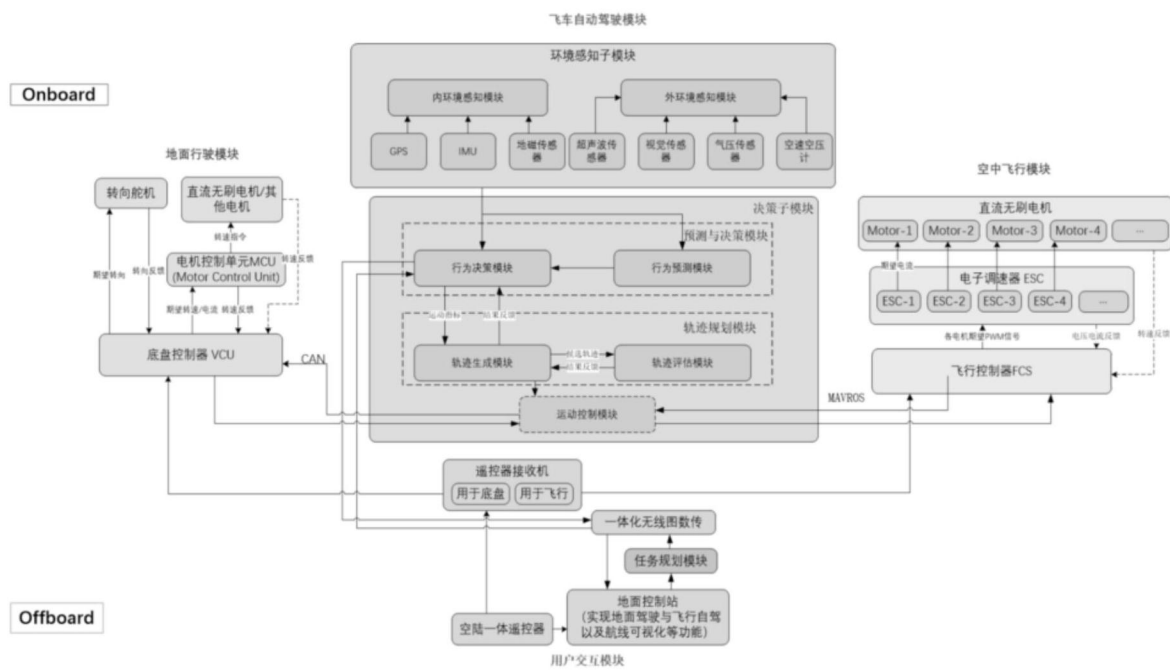 飞车自动驾驶模块
环境感知子模块
Onboard
内环境感知模块
外环境感知模块
GPS
IMU
地磁传感
器
超声波传
感器
视觉传感
器
气压传感
器
空速空压
计
地面行驶模块
空中飞行模块
转向舵机
直流无刷电机/其
他电机
转速指令
转速反馈
电机控制单元MCU
(Motor Control Unit)
期望转向
转向反馈
期望转速/电流
转速反馈
底盘控制器 VCU
CAN
决策子模块
预测与决策模块
行为决策模块
行为预测模块
运动目标
结果反馈
轨迹规划模块
轨迹生成模块
候选轨迹
结果反馈
轨迹评估模块
运动控制模块
直流无刷电机
Motor-1
Motor-2
Motor-3
Motor-4
...
期望电流
电子调速器 ESC
ESC-1
ESC-2
ESC-3
ESC-4
...
各电机期望PWM信号
电压电流反馈
转速反馈
飞行控制器FCS
MAVROS
遥控器接收机
用于底盘
用于飞行
一体化无线图数传
任务规划模块
Offboard
空陆一体遥控器
地面控制站
(实现地面驾驶与飞行自驾
以及航线可视化等功能)
用户交互模块